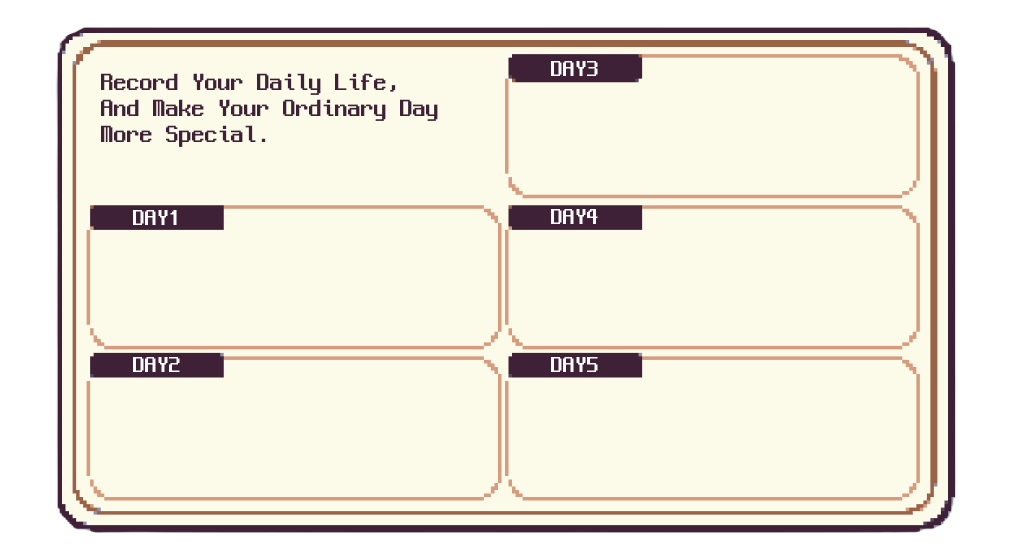 Record Your Daily Life,
And Make Your Ordinary Day
More Special.
DAY1
DAY2
DAY3
DAY4
DAY5